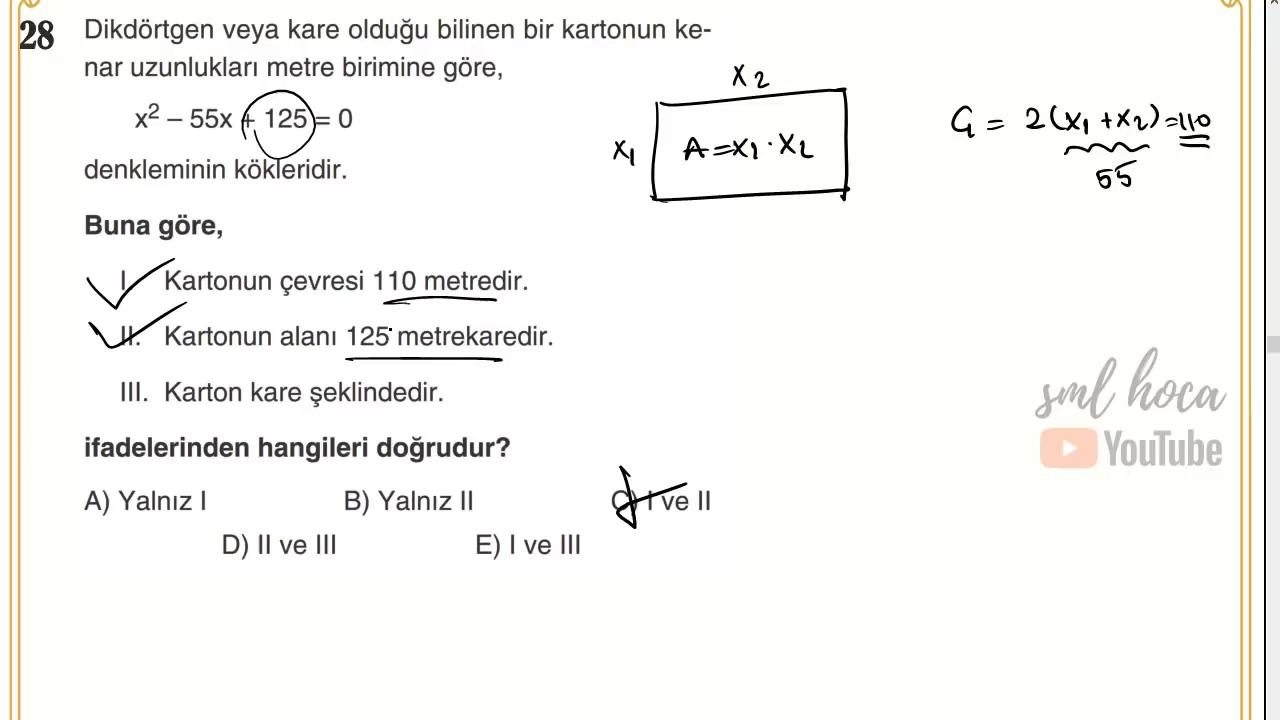 28 Dikdörtgen veya kare olduğu bilinen bir kartonun ke-
nar uzunlukları metre birimine göre,
x² – 55x + 125 = 0
denkleminin kökleridir.
Buna göre,
I. Kartonun çevresi 110 metredir.
II. Kartonun alanı 125 metrekaredir.
III. Karton kare şeklindedir.
ifadelerinden hangileri doğrudur?
A) Yalnız I B) Yalnız II C) I ve II
D) II ve III E) I ve III
x2
x1 A = x1 · x2
Ç = 2(x1 + x2) = 110
55
sml hoca
YouTube